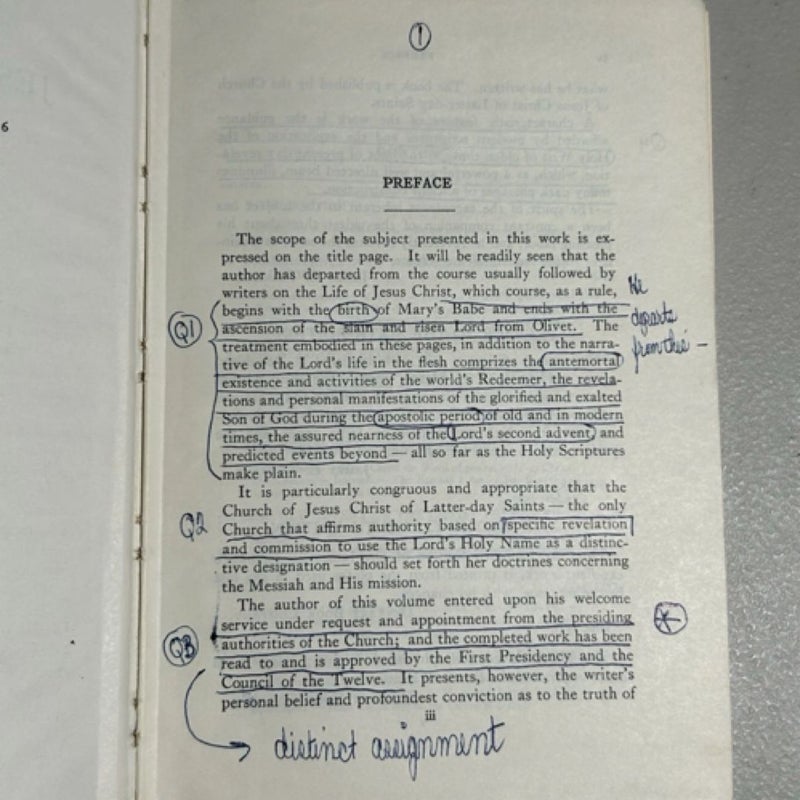 1
6
PREFACE
The scope of the subject presented in this work is ex-
pressed on the title page. It will be readily seen that the
author has departed from the course usually followed by
writers on the Life of Jesus Christ, which course, as a rule,
begins with the birth of Mary's Babe and ends with the
ascension of the slain and risen Lord from Olivet. The
treatment embodied in these pages, in addition to the narra-
tive of the Lord's life in the flesh comprizes the antemortal
existence and activities of the world's Redeemer, the revela-
tions and personal manifestations of the glorified and exalted
Son of God during the apostolic period of old and in modern
times, the assured nearness of the Lord's second advent, and
predicted events beyond — all so far as the Holy Scriptures
make plain.
He
departs
from this —
Q1
It is particularly congruous and appropriate that the
Church of Jesus Christ of Latter-day Saints — the only
Church that affirms authority based on specific revelation
and commission to use the Lord's Holy Name as a distinc-
tive designation — should set forth her doctrines concerning
the Messiah and His mission.
Q2
The author of this volume entered upon his welcome
service under request and appointment from the presiding
authorities of the Church; and the completed work has been
read to and is approved by the First Presidency and the
Council of the Twelve. It presents, however, the writer's
personal belief and profoundest conviction as to the truth of
Q3
iii
distinct assignment